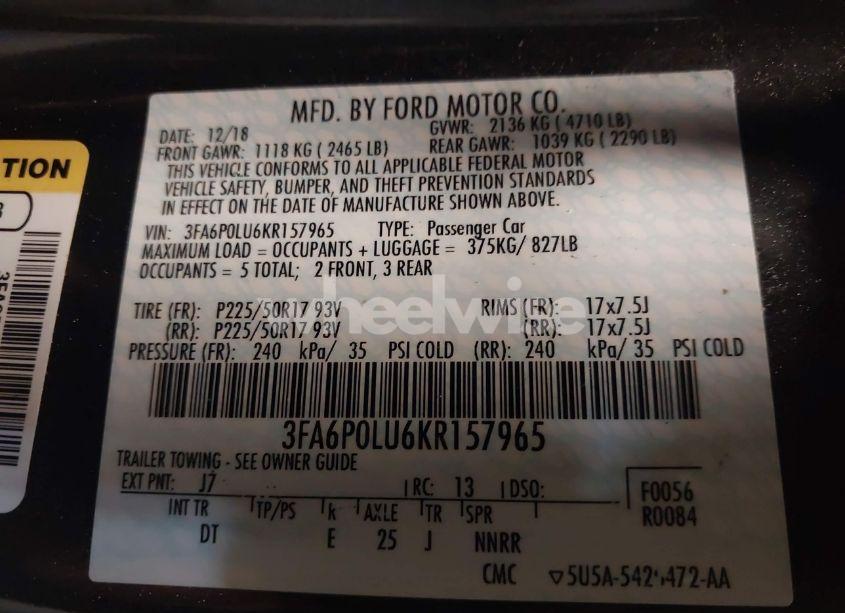 MFD. BY FORD MOTOR CO.
DATE: 12/18 GVWR: 2136 KG ( 4710 LB)
FRONT GAWR: 1118 KG ( 2465 LB) REAR GAWR: 1039 KG ( 2290 LB)
THIS VEHICLE CONFORMS TO ALL APPLICABLE FEDERAL MOTOR
VEHICLE SAFETY, BUMPER, AND THEFT PREVENTION STANDARDS
IN EFFECT ON THE DATE OF MANUFACTURE SHOWN ABOVE.
VIN: 3FA6P0LU6KR157965 TYPE: Passenger Car
MAXIMUM LOAD = OCCUPANTS + LUGGAGE = 375KG/ 827LB
OCCUPANTS = 5 TOTAL; 2 FRONT, 3 REAR
TIRE (FR): P225/50R17 93V RIMS (FR): 17x7.5J
(RR): P225/50R17 93V (RR): 17x7.5J
wheelwise
PRESSURE (FR): 240 kPa/ 35 PSI COLD (RR): 240 kPa/ 35 PSI COLD
3FA6P0LU6KR157965
TRAILER TOWING - SEE OWNER GUIDE
EXT PNT: J7 RC: 13 DSO: F0056
R0084
INT TR TP/PS R AXLE TR SPR
DT E 25 J NNRR
CMC 5U5A-542 472-AA
TION